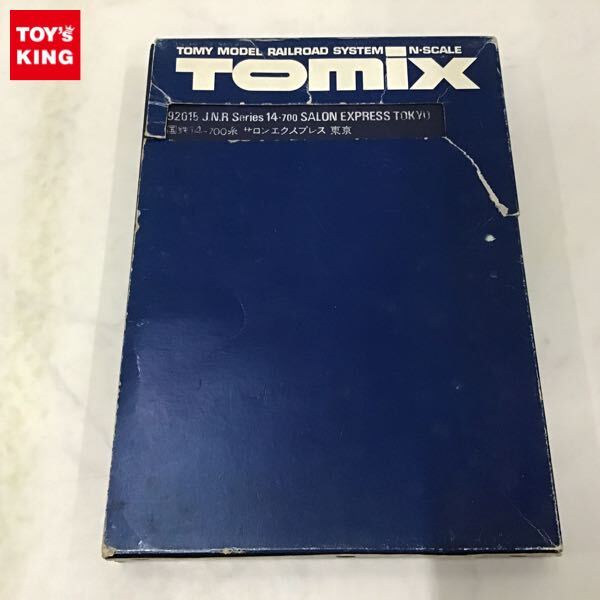 TOY's
KING
TOMY MODEL RAILROAD SYSTEM N-SCALE
TOMIX
92015 J.N.R Series 14-700 SALON EXPRESS TOKYO
国鉄14-700系 サロンエクスプレス 東京